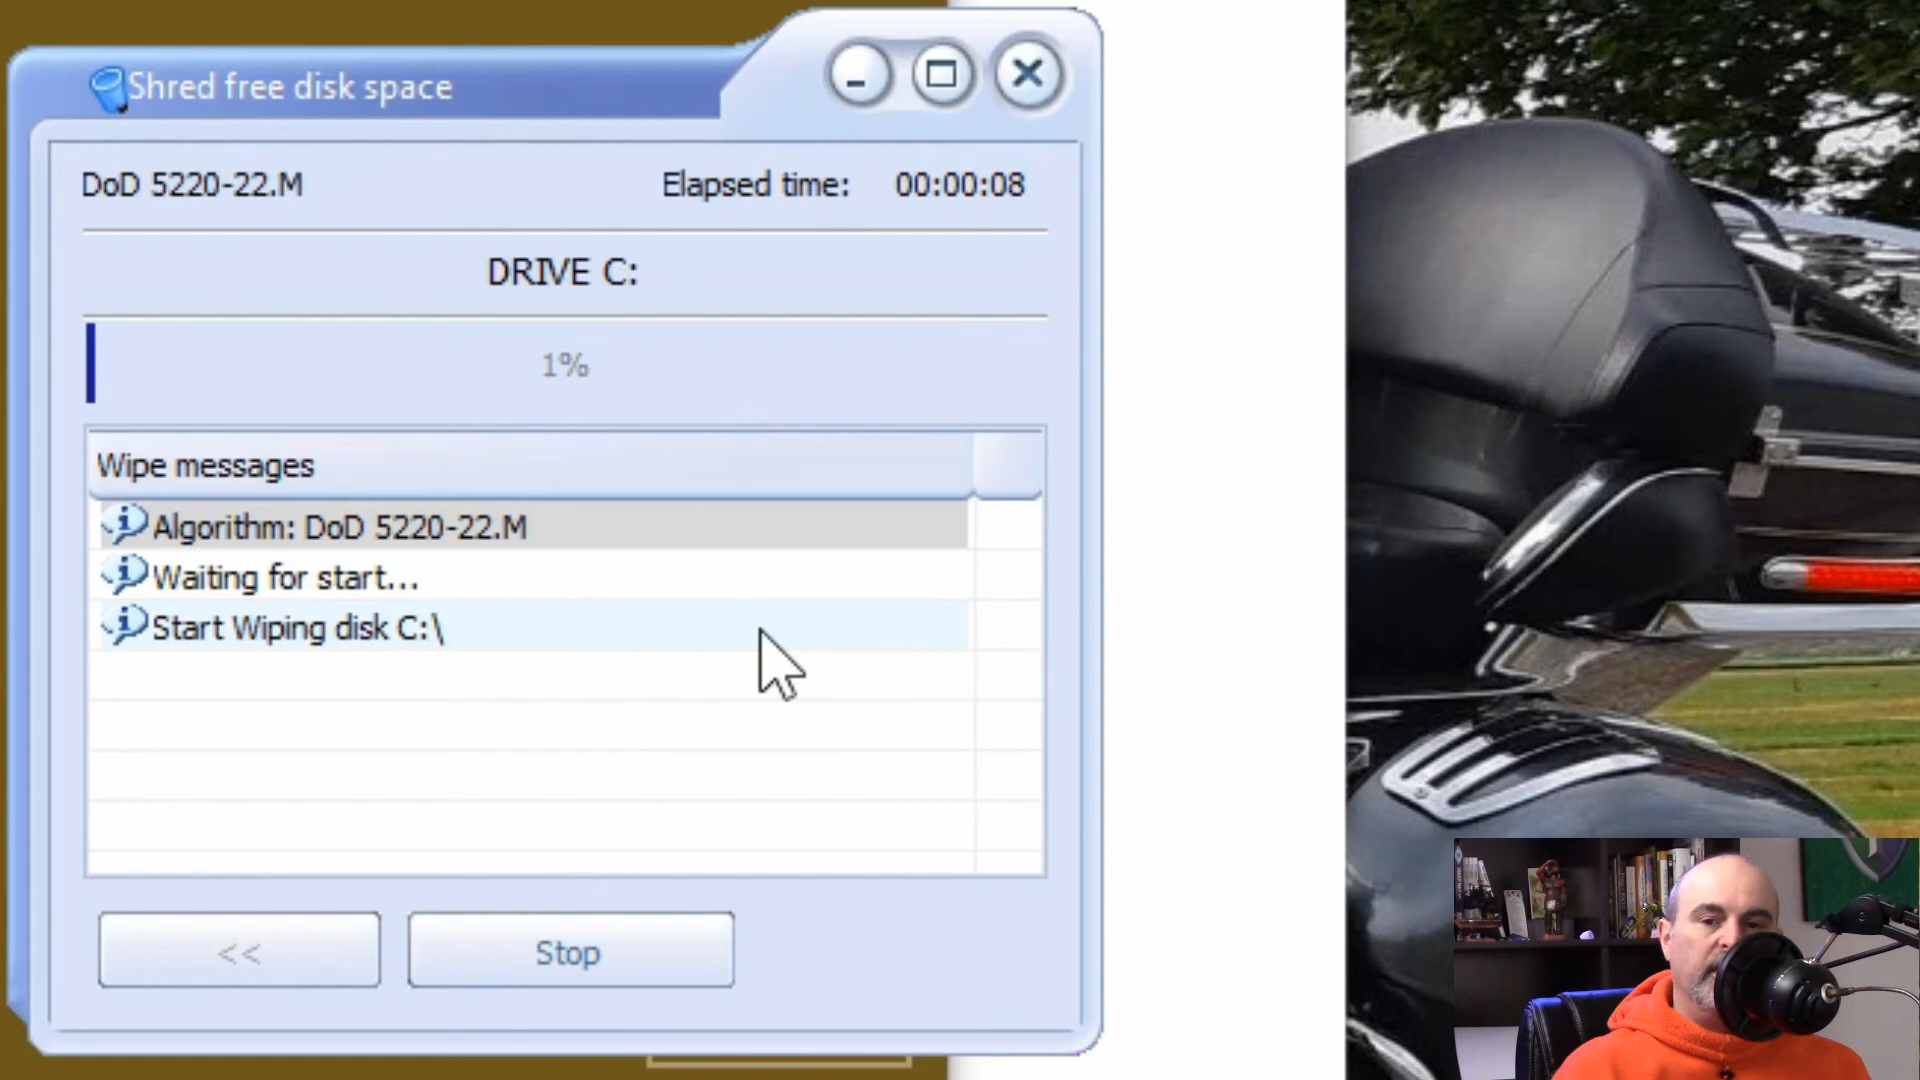 Shred free disk space
DoD 5220-22.M Elapsed time: 00:00:08
DRIVE C:
1%
Wipe messages
Algorithm: DoD 5220-22.M
Waiting for start...
Start Wiping disk C:\
<< Stop